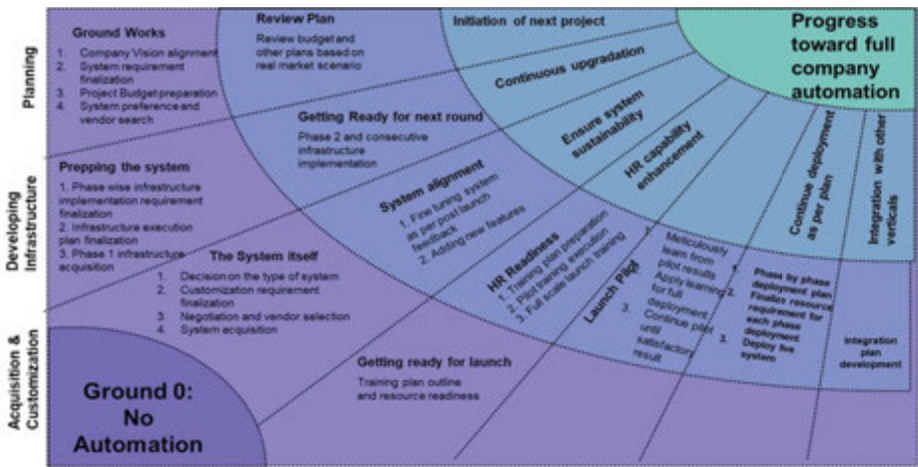 Planning
Developing
Infrastructure
Acquisition &
Customization
Ground Works
1. Company Vision alignment
2. System requirement
finalization
3. Project Budget preparation
4. System preference and
vendor search
Prepping the system
1. Phase wise infrastructure
implementation requirement
finalization
2. Infrastructure execution
plan finalization
3. Phase 1 infrastructure
acquisition
The System itself
1. Decision on the type of system
2. Customization requirement
finalization
3. Negotiation and vendor selection
4. System acquisition
Getting ready for launch
Training plan outline
and resource readiness
Ground 0:
No
Automation
Review Plan
Review budget and
other plans based on
real market scenario
Getting Ready for next round
Phase 2 and consecutive
infrastructure
implementation
System alignment
1. Fine tuning system
as per post launch
feedback
2. Adding new features
HR Readiness
1. Training plan preparation
2. Pilot training execution
3. Full scale launch training
Launch Pilot
1. Meticulously
learn from
pilot results
Apply learning
for full
deployment
3. Continue pilot
until
satisfactory
result
1. Phase by phase
deployment plan
2. Finalize resource
requirement for
each phase
deployment
3. Deploy live
system
Integration
plan
development
Initiation of next project
Continuous upgradation
Ensure system
sustainability
HR capability
enhancement
Continue deployment
as per plan
Integration with other
verticals
Progress
toward full
company
automation